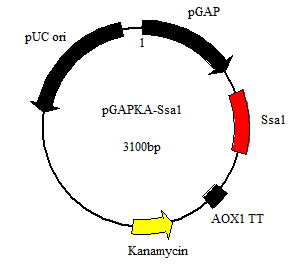 pGAP
pUC ori
1
pGAPKA-Ssa1
Ssa1
3100bp
AOX1 TT
Kanamycin